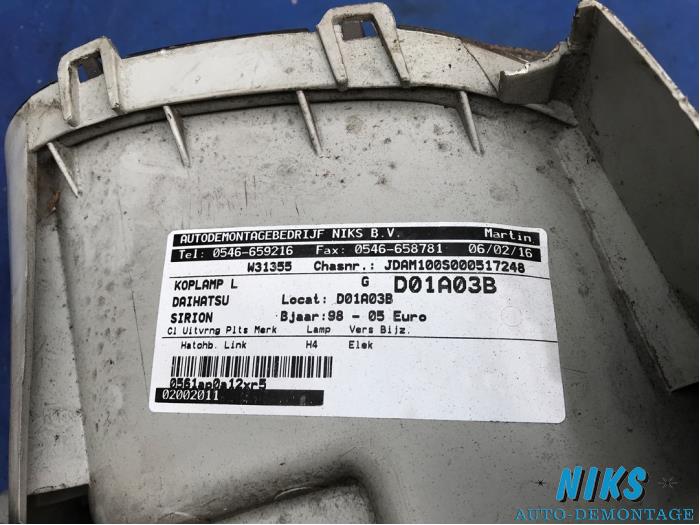 AUTODEMONTAGEBEDRIJF NIKS B.V. Martin.
Tel: 0546-659216 Fax: 0546-658781 06/02/16
W31355 Chasnr.: JDAM100S000517248
KOPLAMP L G D01A03B
DAIHATSU Locat: D01A03B
SIRION Bjaar:98 - 05 Euro
Cl Uitvrng Plts Merk Lamp Vers Bijz.
Hatchb. Link H4 Elek
0561ap0a12xr5
02002011
NIKS
AUTO-DEMONTAGE